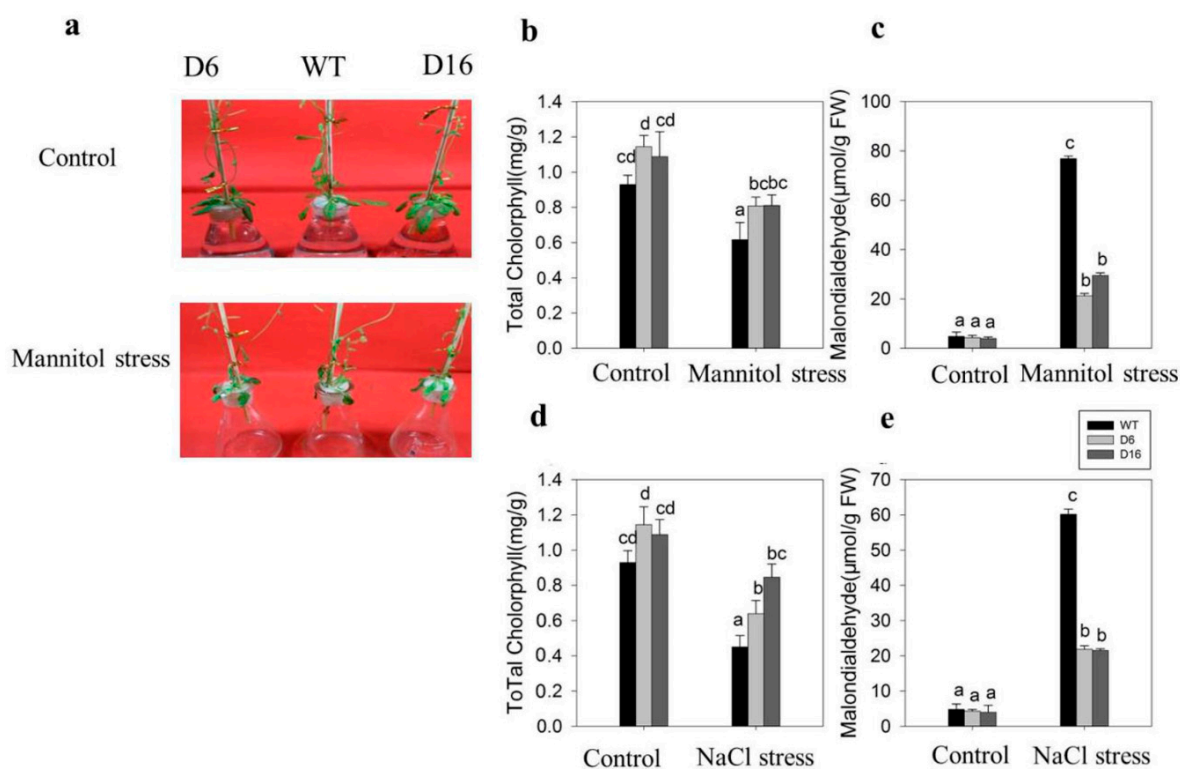 a
D6 WT D16
Control
Mannitol stress
b
Total Cholorphyll(mg/g)
1.4
1.2
1.0
0.8
0.6
0.4
0.2
0.0
cd d cd
a bc bc
Control Mannitol stress
c
Malondialdehyde(μmol/g FW)
100
80
60
40
20
0
a a a
c b b
Control Mannitol stress
d
ToTal Cholorphyll(mg/g)
1.4
1.2
1.0
0.8
0.6
0.4
0.2
0.0
cd d cd
a b bc
Control NaCl stress
e
WT
D6
D16
Malondialdehyde(μmol/g FW)
70
60
50
40
30
20
10
0
a a a
c b b
Control NaCl stress